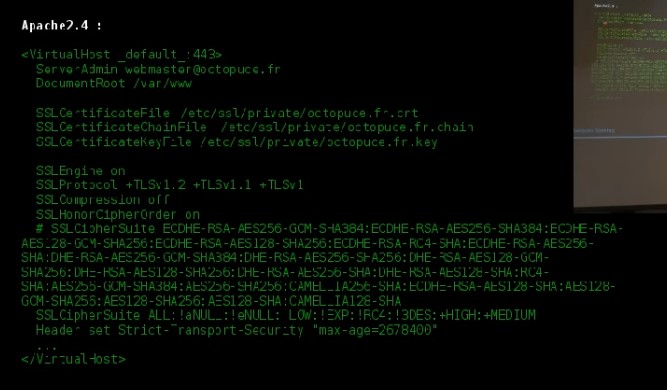 Apache2.4 :
<VirtualHost _default_:443>
ServerAdmin webmaster@octopuce.fr
DocumentRoot /var/www
SSLCertificateFile /etc/ssl/private/octopuce.fr.crt
SSLCertificateChainFile /etc/ssl/private/octopuce.fr.chain
SSLCertificateKeyFile /etc/ssl/private/octopuce.fr.key
SSLEngine on
SSLProtocol +TLSv1.2 +TLSv1.1 +TLSv1
SSLCompression off
SSLHonorCipherOrder on
# SSLCipherSuite ECDHE-RSA-AES256-GCM-SHA384:ECDHE-RSA-AES256-SHA384:ECDHE-RSA-
AES128-GCM-SHA256:ECDHE-RSA-AES128-SHA256:ECDHE-RSA-RC4-SHA:ECDHE-RSA-AES256-
SHA:DHE-RSA-AES256-GCM-SHA384:DHE-RSA-AES256-SHA256:DHE-RSA-AES128-GCM-
SHA256:DHE-RSA-AES128-SHA256:DHE-RSA-AES256-SHA:DHE-RSA-AES128-SHA:RC4-
SHA:AES256-GCM-SHA384:AES256-SHA256:CAMELLIA256-SHA:ECDHE-RSA-AES128-SHA:AES128-
GCM-SHA256:AES128-SHA256:AES128-SHA:CAMELLIA128-SHA
SSLCipherSuite ALL:!aNULL:!eNULL:!LOW:!EXP:!RC4:!3DES:+HIGH:+MEDIUM
Header set Strict-Transport-Security "max-age=2678400"
...
</VirtualHost>